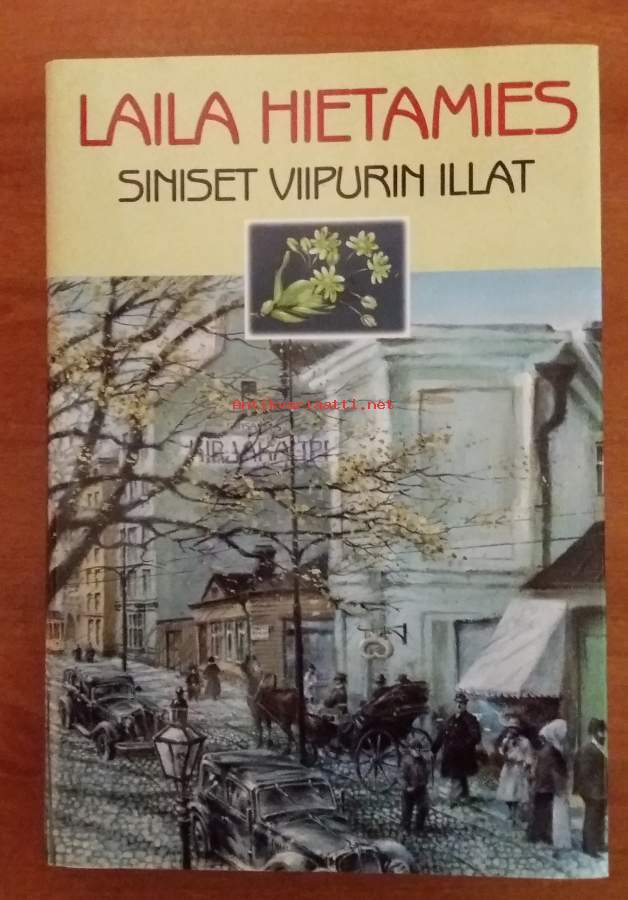 LAILA HIETAMIES
SINISET VIIPURIN ILLAT
Antikvariaatti.net